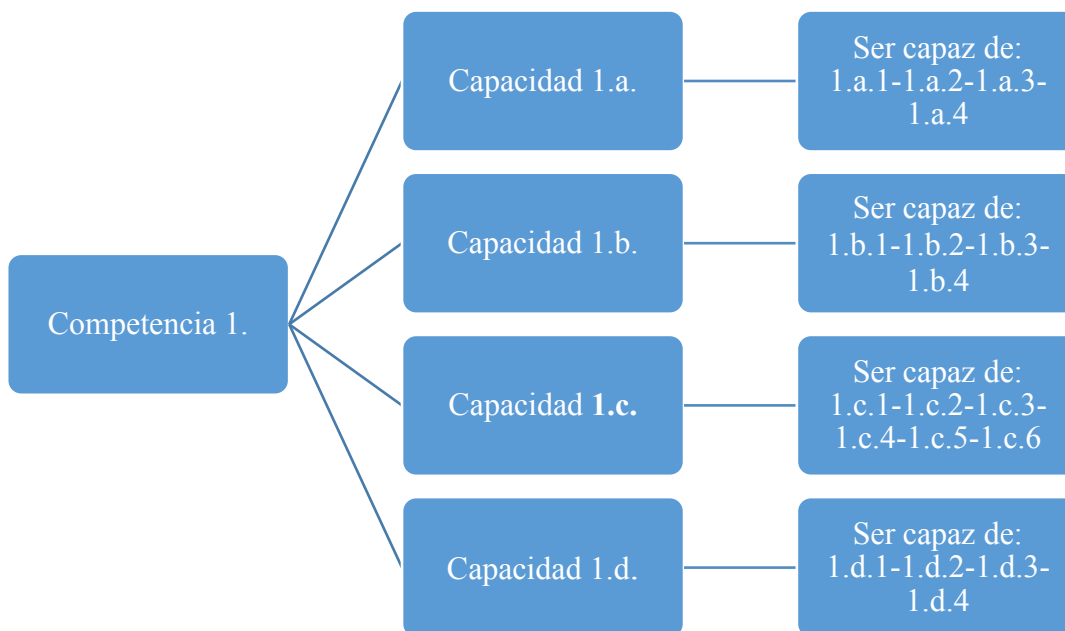 Competencia 1.
Capacidad 1.a.
Ser capaz de:
1.a.1-1.a.2-1.a.3-
1.a.4
Capacidad 1.b.
Ser capaz de:
1.b.1-1.b.2-1.b.3-
1.b.4
Capacidad 1.c.
Ser capaz de:
1.c.1-1.c.2-1.c.3-
1.c.4-1.c.5-1.c.6
Capacidad 1.d.
Ser capaz de:
1.d.1-1.d.2-1.d.3-
1.d.4